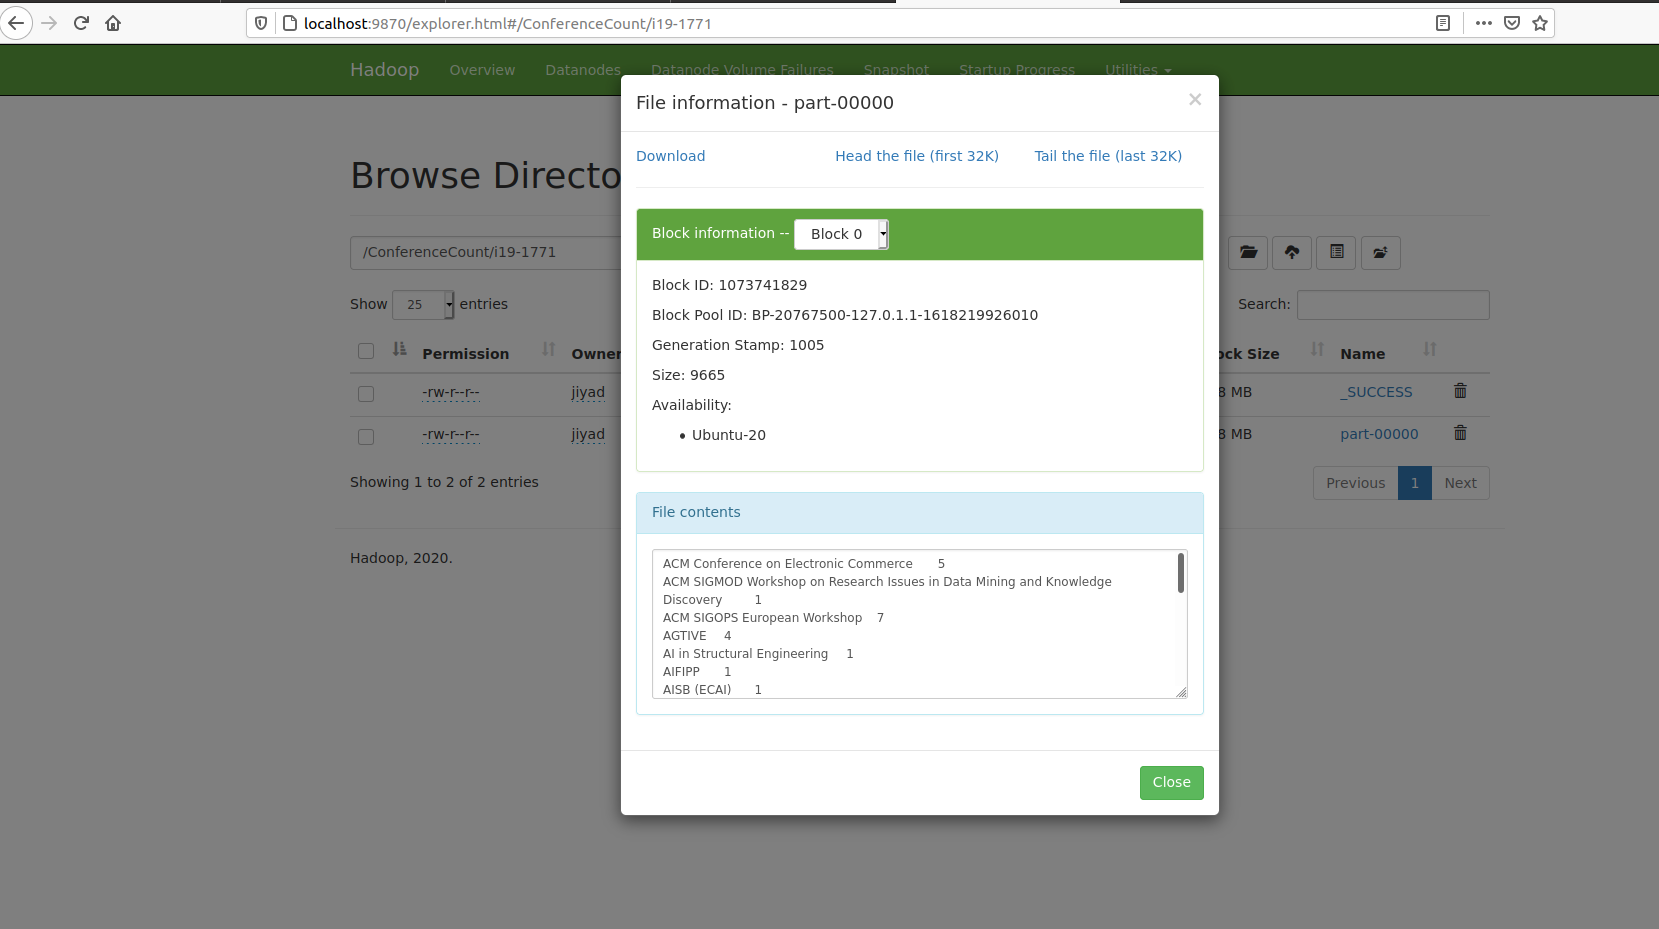 localhost:9870/explorer.html#/ConferenceCount/i19-1771
Hadoop Overview Datanodes Datanode Volume Failures Snapshot Startup Progress Utilities
File information - part-00000 ×
Download Head the file (first 32K) Tail the file (last 32K)
Browse Directo
Block information -- Block 0
/ConferenceCount/i19-1771
Block ID: 1073741829
Show 25 entries Search:
Block Pool ID: BP-20767500-127.0.1.1-1618219926010
Generation Stamp: 1005
Permission Owner ock Size Name
Size: 9665
-rw-r--r-- jiyad 8 MB _SUCCESS
Availability:
Ubuntu-20
-rw-r--r-- jiyad 8 MB part-00000
Showing 1 to 2 of 2 entries Previous 1 Next
File contents
Hadoop, 2020.
ACM Conference on Electronic Commerce 5
ACM SIGMOD Workshop on Research Issues in Data Mining and Knowledge
Discovery 1
ACM SIGOPS European Workshop 7
AGTIVE 4
AI in Structural Engineering 1
AIFIPP 1
AISB (ECAI) 1
Close